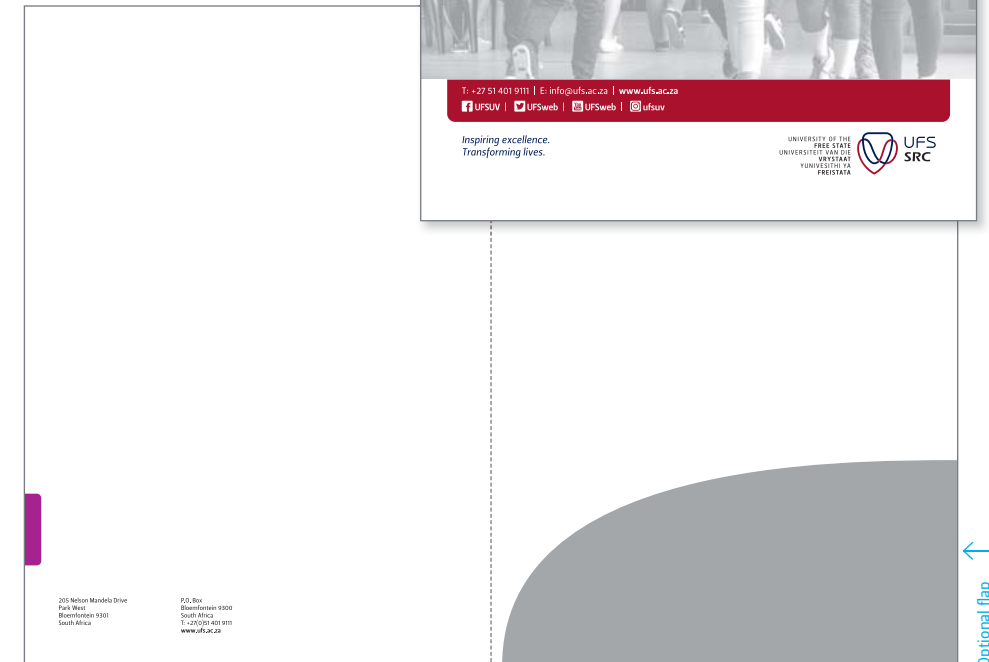 T: +27 51 401 9111 | E: info@ufs.ac.za | www.ufs.ac.za
UFSUV | UFSweb | UFSweb | ufsuv
Inspiring excellence.
Transforming lives.
UNIVERSITY OF THE
FREE STATE
UNIVERSITEIT VAN DIE
VRYSTAAT
YUNIVESITHI YA
FREISTATA
UFS
SRC
205 Nelson Mandela Drive
Park West
Bloemfontein 9301
South Africa
P.O. Box
Bloemfontein 9300
South Africa
T: +27(0)51 401 9111
www.ufs.ac.za
Optional flap